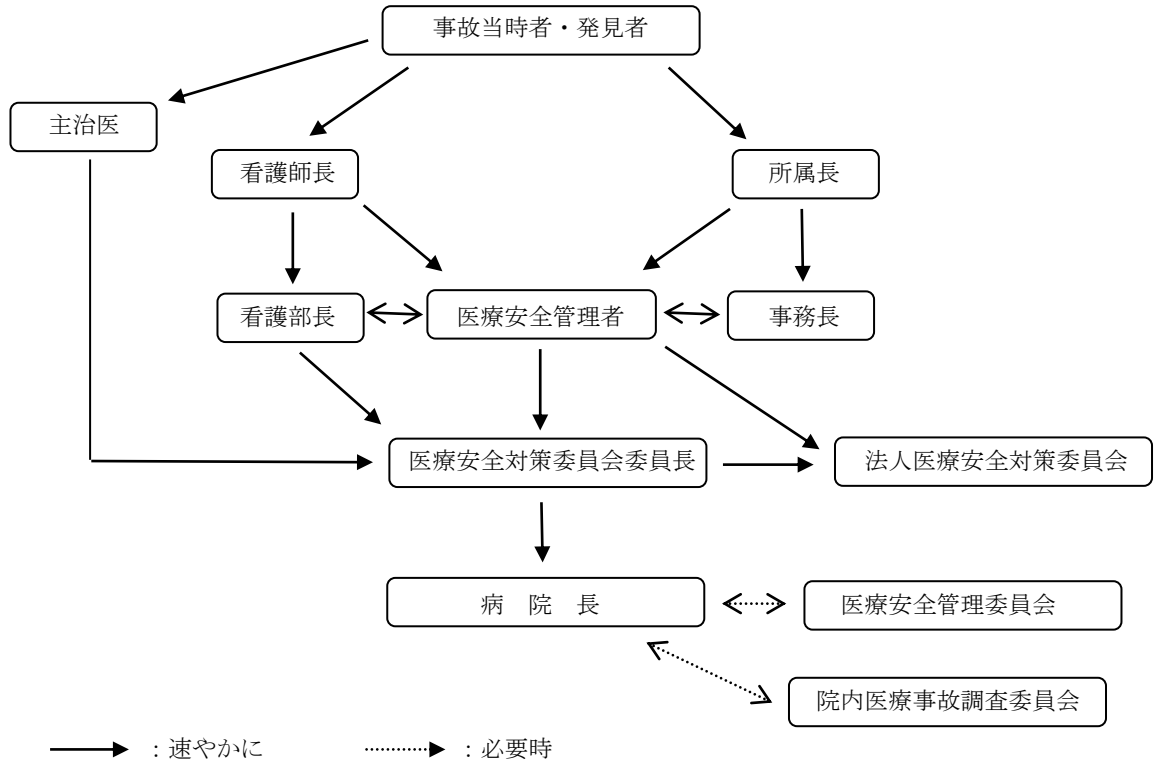 事故当時者・発見者
主治医
看護師長
所属長
看護部長
医療安全管理者
事務長
医療安全対策委員会委員長
法人医療安全対策委員会
病　院　長
医療安全管理委員会
院内医療事故調査委員会
：速やかに
：必要時